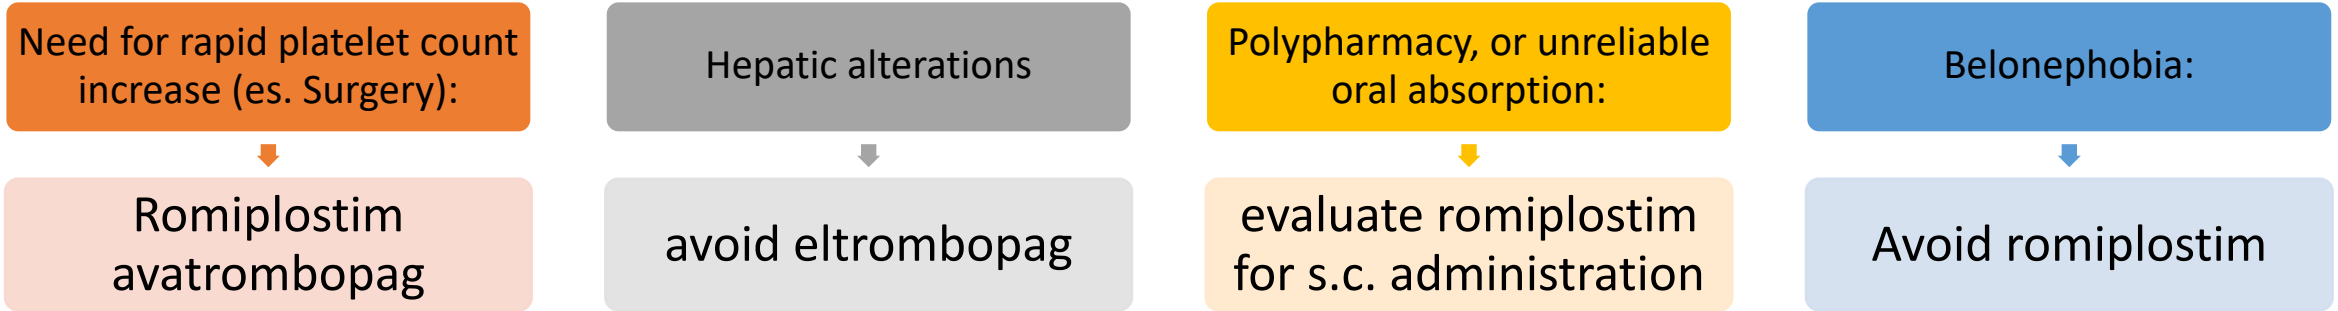 Need for rapid platelet count
increase (es. Surgery):
Romiplostim
avatrombopag
Hepatic alterations
avoid eltrombopag
Polypharmacy, or unreliable
oral absorption:
evaluate romiplostim
for s.c. administration
Belonephobia:
Avoid romiplostim